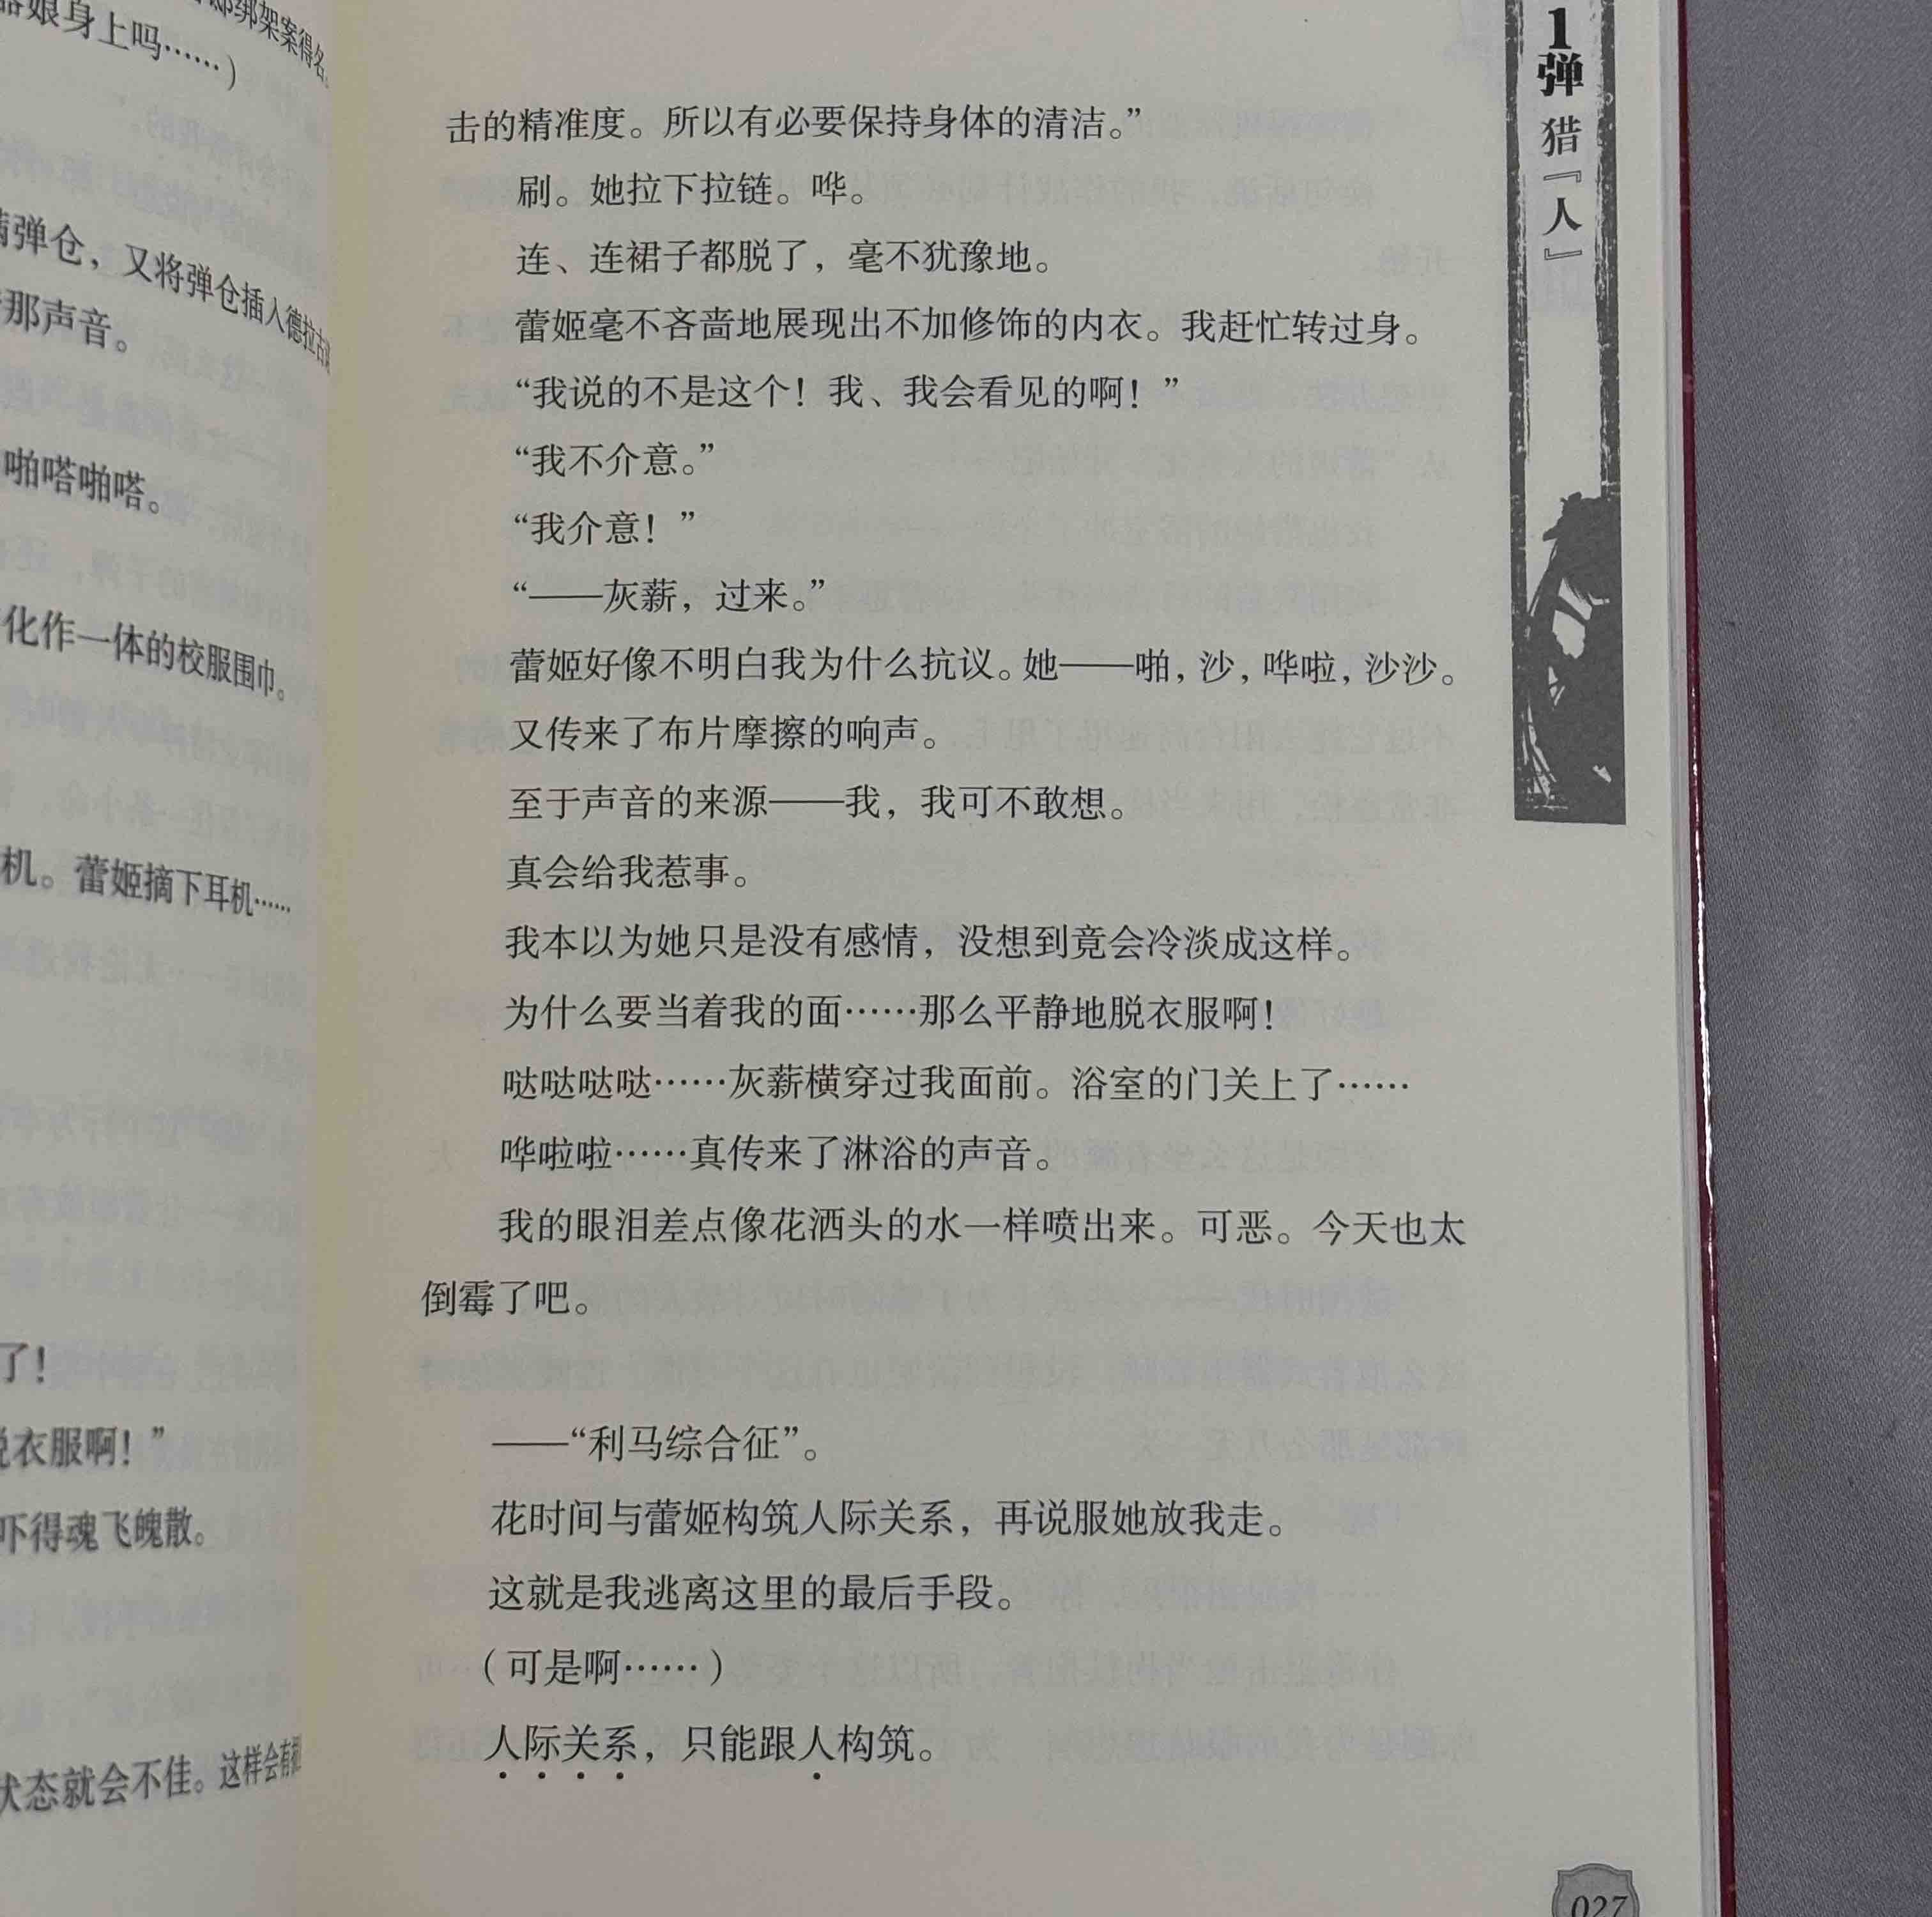 器娘身上吗……）
绑架案得名
满弹仓，又将弹仓插入德拉古
那声音。
啪嗒啪嗒。
化作一体的校服围巾。
机。蕾姬摘下耳机……
了！
脱衣服啊！”
吓得魂飞魄散。
状态就会不佳。这样会有
击的精准度。所以有必要保持身体的清洁。”
刷。她拉下拉链。哗。
连、连裙子都脱了，毫不犹豫地。
蕾姬毫不吝啬地展现出不加修饰的内衣。我赶忙转过身。
“我说的不是这个！我、我会看见的啊！”
“我不介意。”
“我介意！”
“——灰薪，过来。”
蕾姬好像不明白我为什么抗议。她——啪，沙，哗啦，沙沙。
又传来了布片摩擦的响声。
至于声音的来源——我，我可不敢想。
真会给我惹事。
我本以为她只是没有感情，没想到竟会冷淡成这样。
为什么要当着我的面……那么平静地脱衣服啊！
哒哒哒哒……灰薪横穿过我面前。浴室的门关上了……
哗啦啦……真传来了淋浴的声音。
我的眼泪差点像花洒头的水一样喷出来。可恶。今天也太
倒霉了吧。
——“利马综合征”。
花时间与蕾姬构筑人际关系，再说服她放我走。
这就是我逃离这里的最后手段。
（可是啊……）
人际关系，只能跟人构筑。
1弹 猎『人』
027